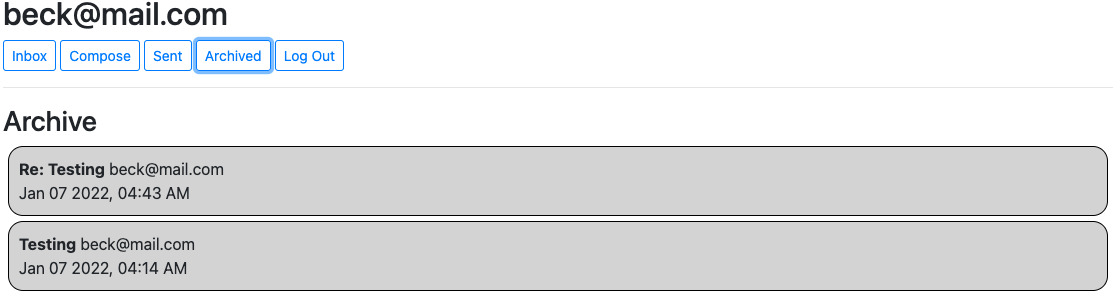 beck@mail.com
Inbox Compose Sent Archived Log Out
Archive
Re: Testing beck@mail.com
Jan 07 2022, 04:43 AM
Testing beck@mail.com
Jan 07 2022, 04:14 AM